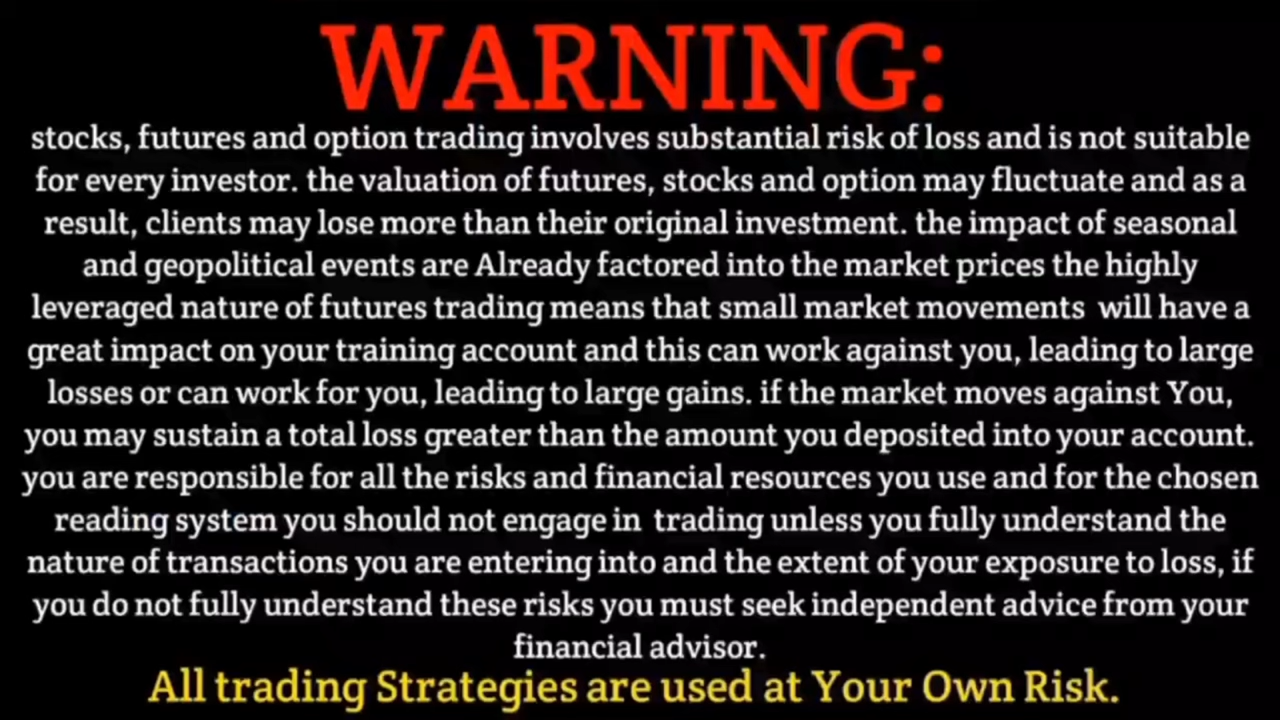 WARNING:
stocks, futures and option trading involves substantial risk of loss and is not suitable
for every investor. the valuation of futures, stocks and option may fluctuate and as a
result, clients may lose more than their original investment. the impact of seasonal
and geopolitical events are Already factored into the market prices the highly
leveraged nature of futures trading means that small market movements will have a
great impact on your training account and this can work against you, leading to large
losses or can work for you, leading to large gains. if the market moves against You,
you may sustain a total loss greater than the amount you deposited into your account.
you are responsible for all the risks and financial resources you use and for the chosen
reading system you should not engage in trading unless you fully understand the
nature of transactions you are entering into and the extent of your exposure to loss, if
you do not fully understand these risks you must seek independent advice from your
financial advisor.
All trading Strategies are used at Your Own Risk.